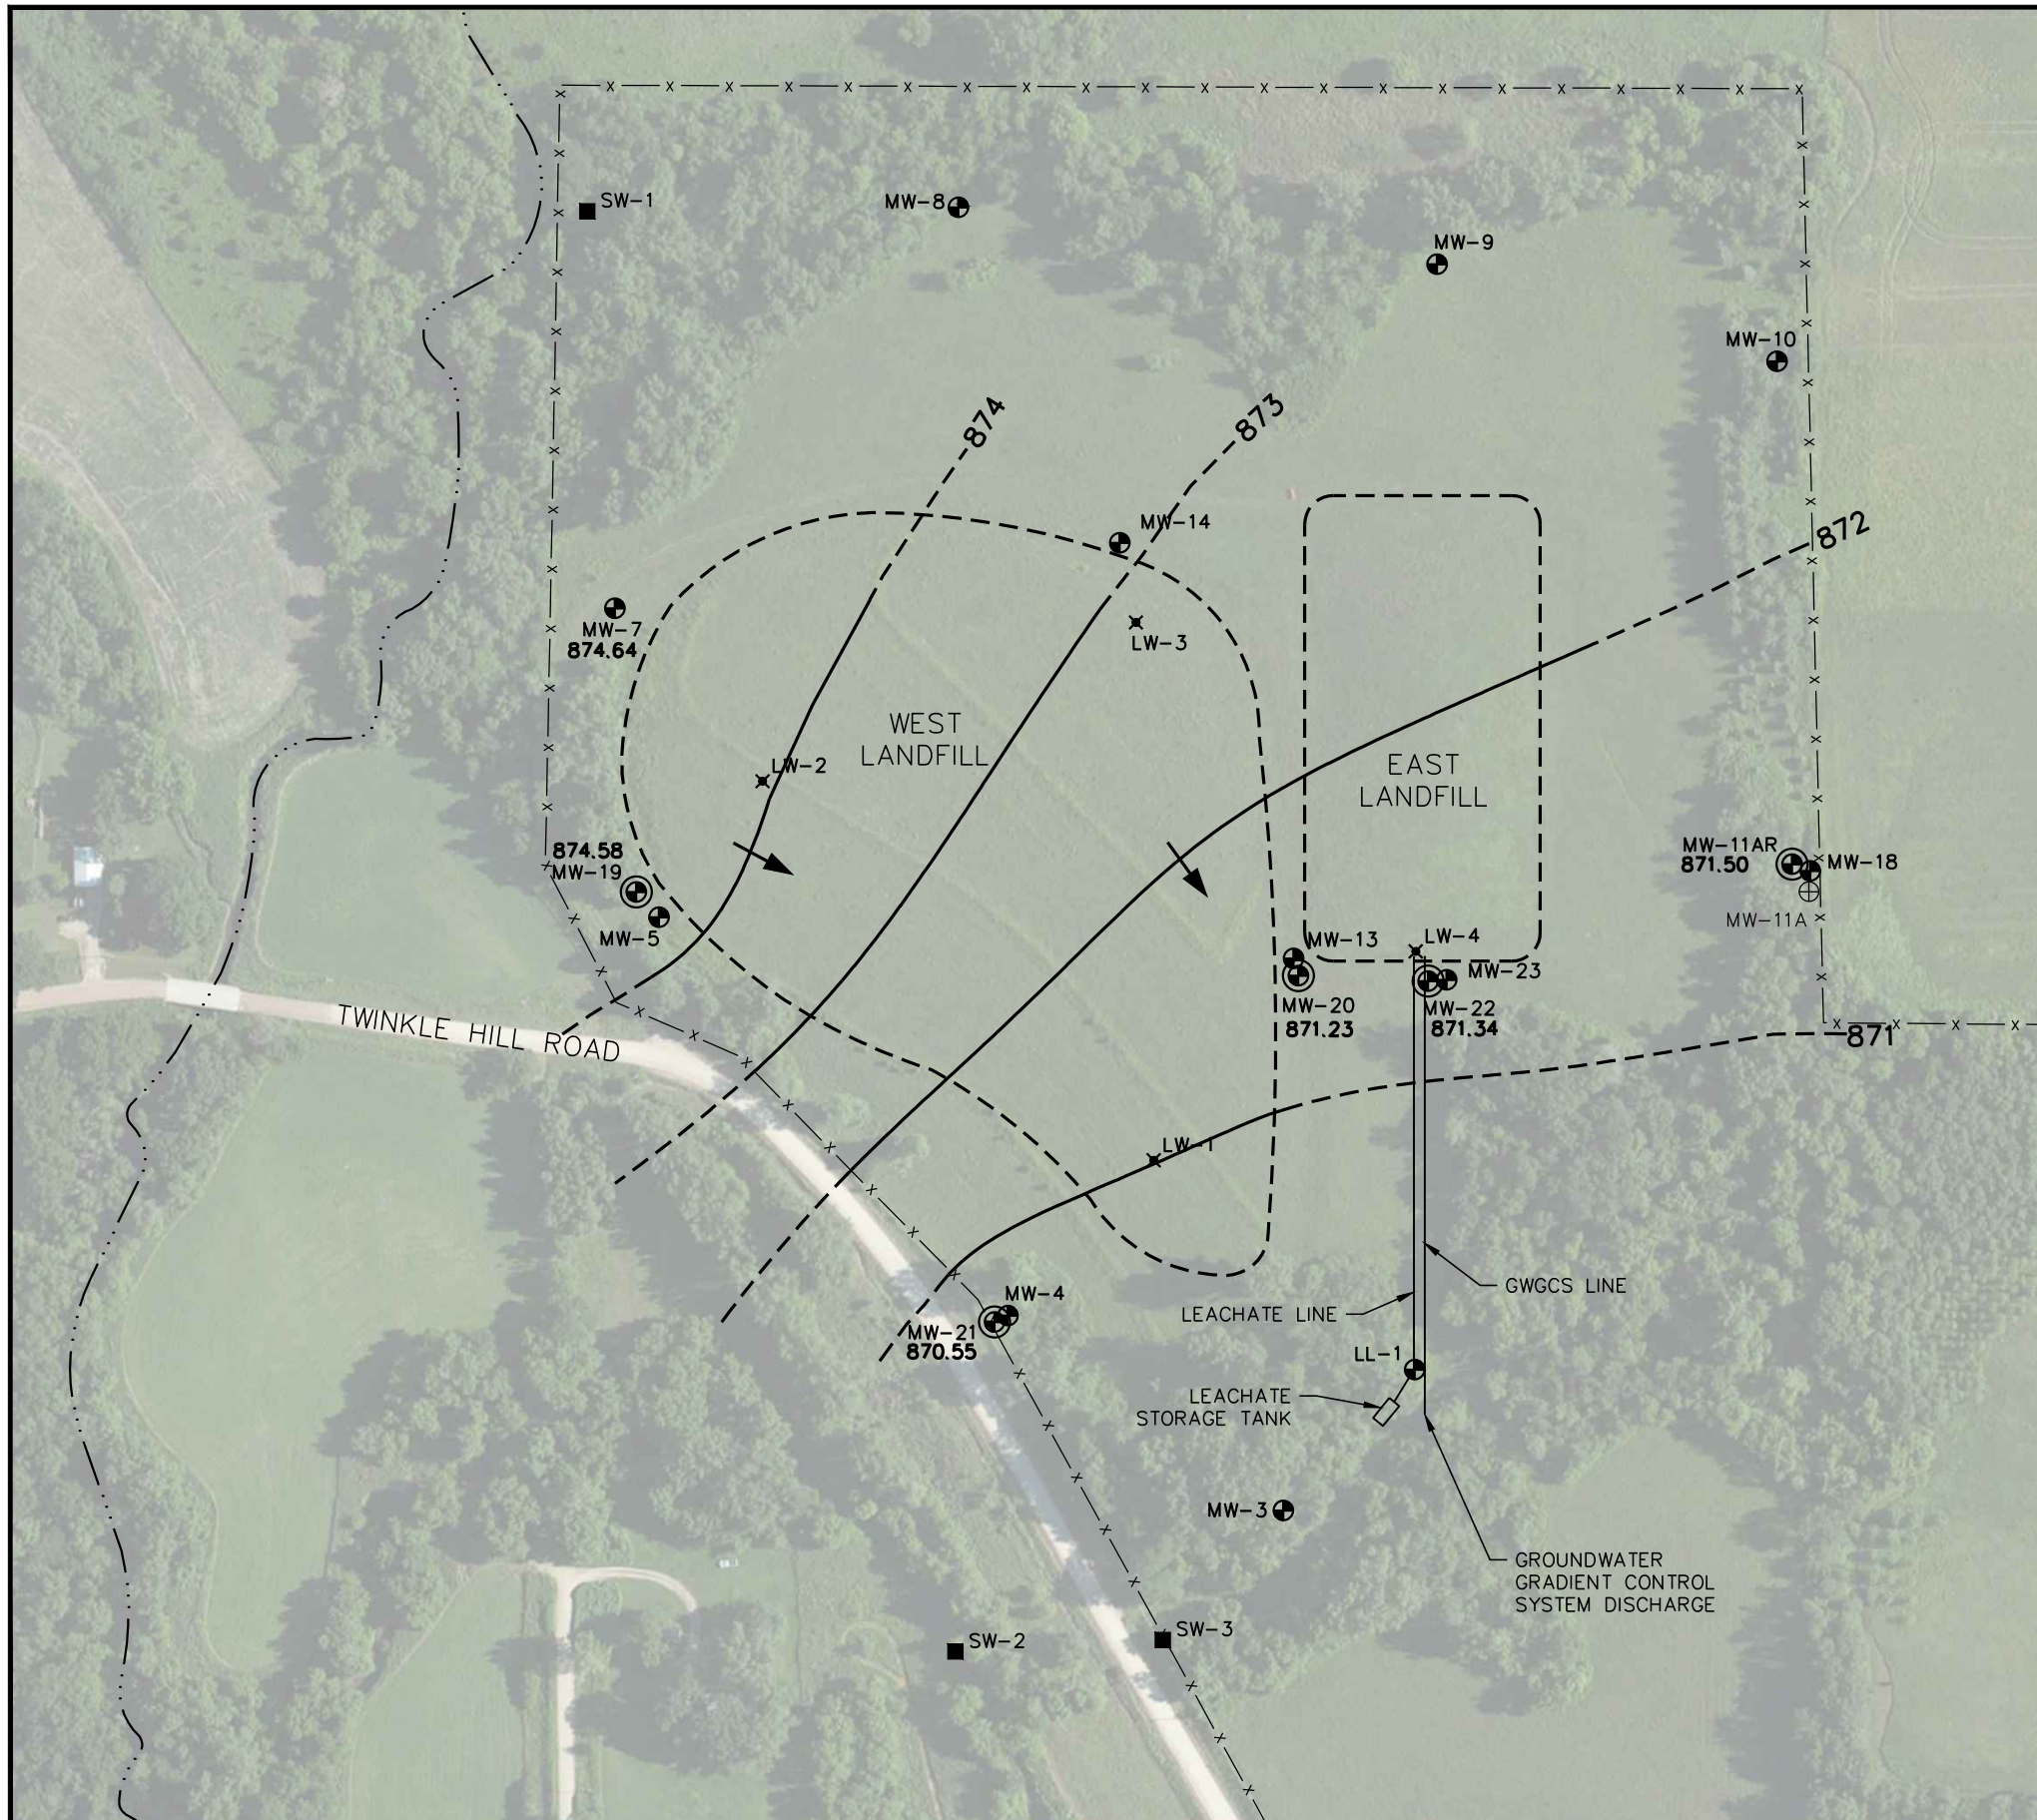 SW-1
MW-8
MW-9
MW-10
874
873
872
MW-14
MW-7
874.64
LW-3
WEST
LANDFILL
LW-2
EAST
LANDFILL
874.58
MW-19
MW-5
MW-11AR
871.50
MW-18
MW-11A
MW-13
LW-4
MW-23
MW-20
871.23
MW-22
871.34
871
TWINKLE HILL ROAD
LW-1
GWGCS LINE
LEACHATE LINE
MW-4
MW-21
870.55
LL-1
LEACHATE
STORAGE TANK
MW-3
GROUNDWATER
GRADIENT CONTROL
SYSTEM DISCHARGE
SW-2
SW-3